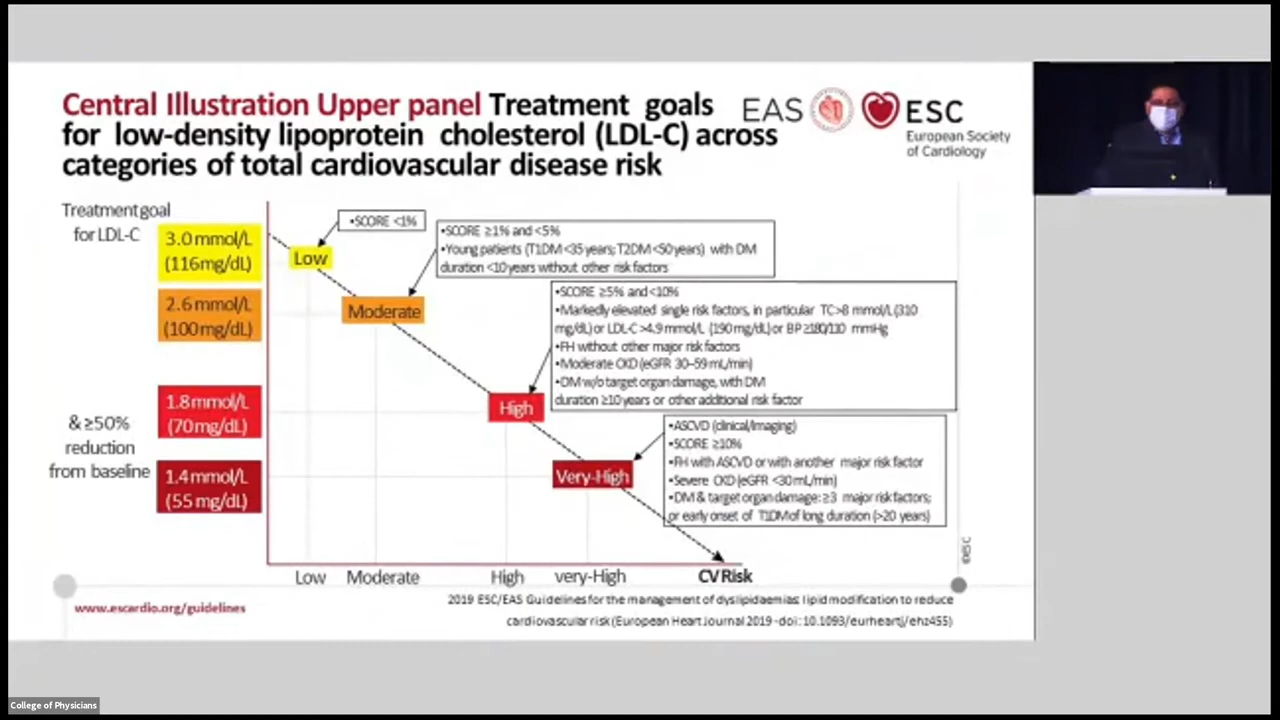 Central Illustration Upper panel Treatment goals
for low-density lipoprotein cholesterol (LDL-C) across
categories of total cardiovascular disease risk
EAS
ESC
European Society
of Cardiology
Treatment goal
for LDL-C
3.0 mmol/L
(116 mg/dL)
2.6 mmol/L
(100 mg/dL)
1.8 mmol/L
(70 mg/dL)
1.4 mmol/L
(55 mg/dL)
& ≥50%
reduction
from baseline
Low
•SCORE <1%
Moderate
•SCORE ≥1% and <5%
•Young patients (T1DM <35 years; T2DM <50 years) with DM
duration <10 years without other risk factors
High
•SCORE ≥5% and <10%
•Markedly elevated single risk factors, in particular TC >8 mmol/L (310
mg/dL) or LDL-C >4.9 mmol/L (190 mg/dL) or BP ≥180/110 mmHg
•FH without other major risk factors
•Moderate CKD (eGFR 30–59 mL/min)
•DM w/o target organ damage, with DM
duration ≥10 years or other additional risk factor
Very-High
•ASCVD (clinical/imaging)
•SCORE ≥10%
•FH with ASCVD or with another major risk factor
•Severe CKD (eGFR <30 mL/min)
•DM & target organ damage: ≥3 major risk factors;
or early onset of T1DM of long duration (>20 years)
Low Moderate High very-High CV Risk
©ESC
www.escardio.org/guidelines
2019 ESC/EAS Guidelines for the management of dyslipidaemias: lipid modification to reduce
cardiovascular risk (European Heart Journal 2019 -doi: 10.1093/eurheartj/ehz455)
College of Physicians